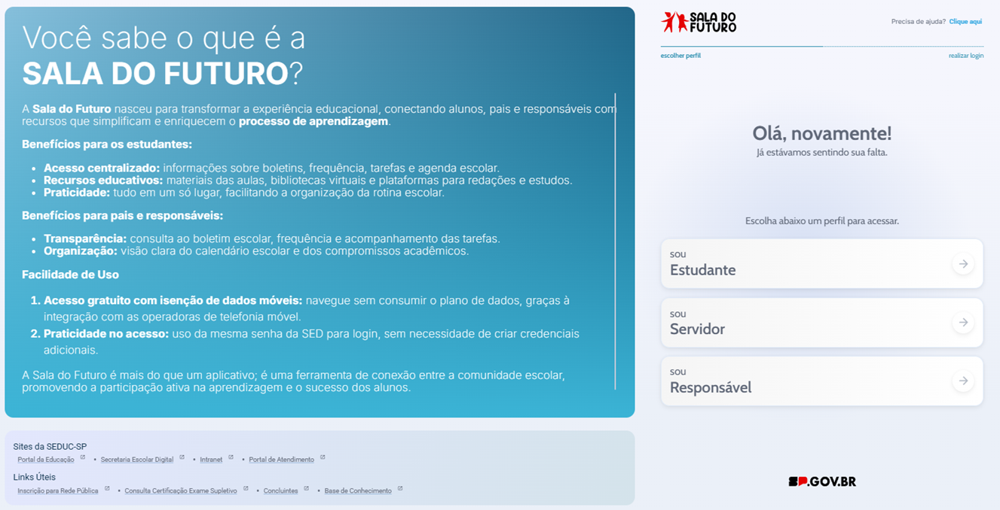 Você sabe o que é a
SALA DO FUTURO?
A Sala do Futuro nasceu para transformar a experiência educacional, conectando alunos, pais e responsáveis com
recursos que simplificam e enriquecem o processo de aprendizagem.
Benefícios para os estudantes:
• Acesso centralizado: informações sobre boletins, frequência, tarefas e agenda escolar.
• Recursos educativos: materiais das aulas, bibliotecas virtuais e plataformas para redações e estudos.
• Praticidade: tudo em um só lugar, facilitando a organização da rotina escolar.
Benefícios para pais e responsáveis:
• Transparência: consulta ao boletim escolar, frequência e acompanhamento das tarefas.
• Organização: visão clara do calendário escolar e dos compromissos acadêmicos.
Facilidade de Uso
1. Acesso gratuito com isenção de dados móveis: navegue sem consumir o plano de dados, graças à
integração com as operadoras de telefonia móvel.
2. Praticidade no acesso: uso da mesma senha da SED para login, sem necessidade de criar credenciais
adicionais.
A Sala do Futuro é mais do que um aplicativo; é uma ferramenta de conexão entre a comunidade escolar,
promovendo a participação ativa na aprendizagem e o sucesso dos alunos.
Sites da SEDUC-SP
Portal da Educação • Secretaria Escolar Digital • Intranet • Portal de Atendimento
Links Úteis
Inscrição para Rede Pública • Consulta Certificação Exame Supletivo • Concluintes • Base de Conhecimento
SALA DO
FUTURO
Precisa de ajuda? Clique aqui
escolher perfil
realizar login
Olá, novamente!
Já estávamos sentindo sua falta.
Escolha abaixo um perfil para acessar.
sou
Estudante
sou
Servidor
sou
Responsável
SP.GOV.BR